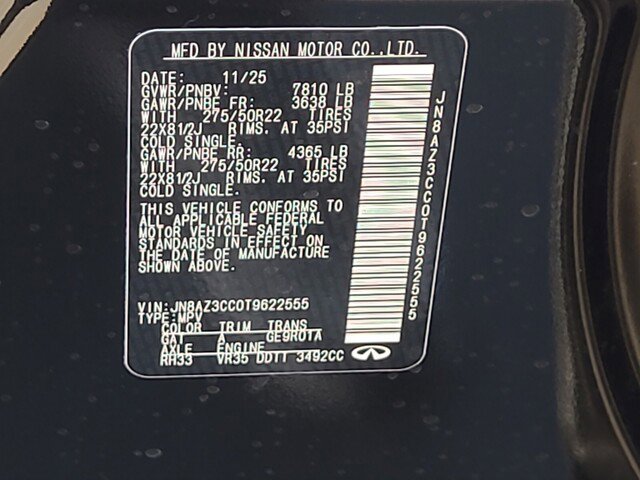 MFD BY NISSAN MOTOR CO.,LTD.
DATE: 11/25
GVWR/PNBV: 7810 LB
GAWR/PNBE FR: 3638 LB
WITH 275/50R22 TIRES
22X81/2J RIMS. AT 35PSI
COLD SINGLE.
GAWR/PNBE RR: 4365 LB
WITH 275/50R22 TIRES
22X81/2J RIMS. AT 35PSI
COLD SINGLE.
THIS VEHICLE CONFORMS TO
ALL APPLICABLE FEDERAL
MOTOR VEHICLE SAFETY
STANDARDS IN EFFECT ON
THE DATE OF MANUFACTURE
SHOWN ABOVE.
VIN:JN8AZ3CC0T9622555
TYPE:MPV
COLOR TRIM TRANS
GAT A GE9R01A
AXLE ENGINE
RH33 VR35 DDTT 3492CC
JN8AZ3CC0T9622555